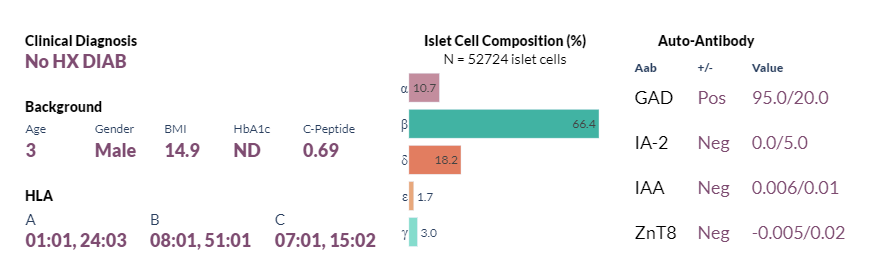 Clinical Diagnosis
No HX DIAB
Background
Age Gender BMI HbA1c C-Peptide
3 Male 14.9 ND 0.69
HLA
A B C
01:01, 24:03 08:01, 51:01 07:01, 15:02
Islet Cell Composition (%)
N = 52724 islet cells
α 10.7
β 66.4
δ 18.2
ε 1.7
γ 3.0
Auto-Antibody
Aab +/- Value
GAD Pos 95.0/20.0
IA-2 Neg 0.0/5.0
IAA Neg 0.006/0.01
ZnT8 Neg -0.005/0.02